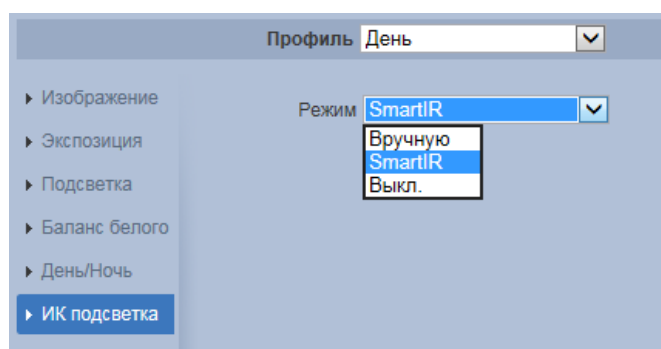 Профиль День
Изображение
Режим SmartIR
Экспозиция
Вручную
SmartIR
Подсветка
Выкл.
Баланс белого
День/Ночь
ИК подсветка